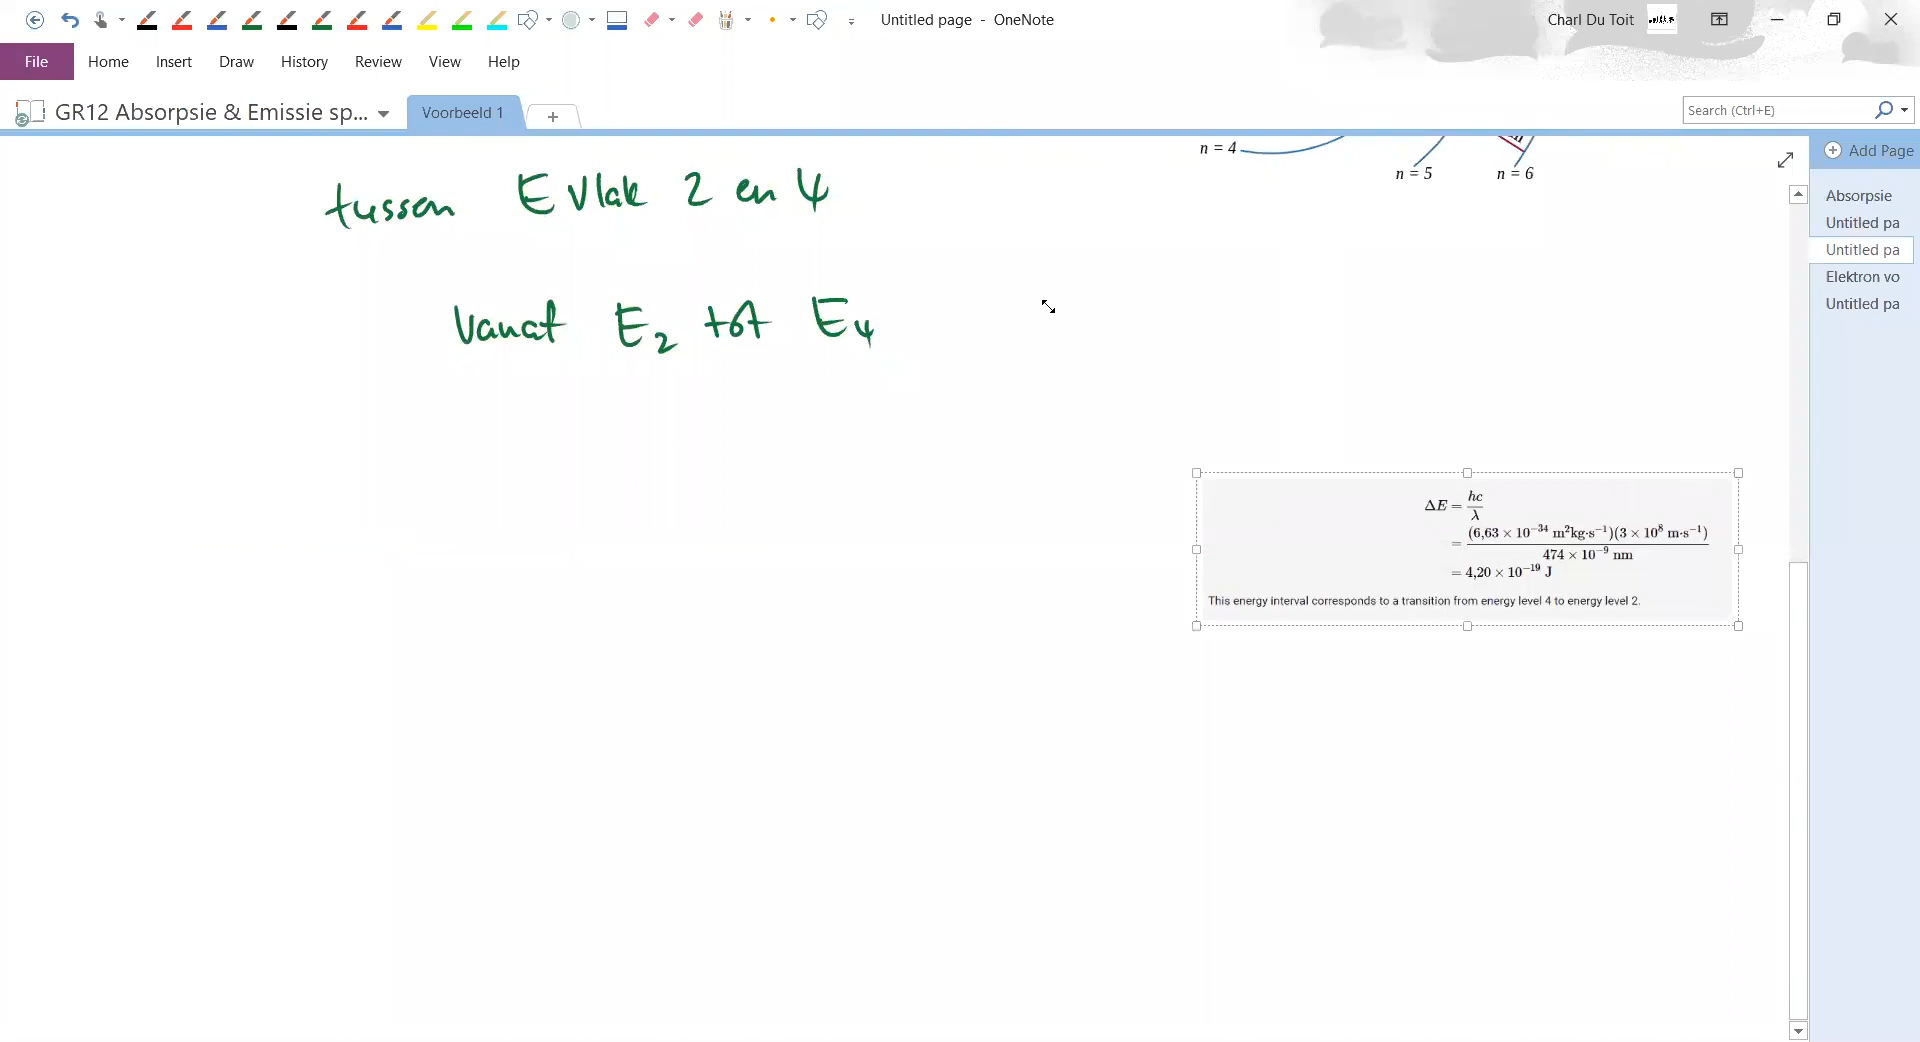 Untitled page - OneNote
Charl Du Toit
File Home Insert Draw History Review View Help
GR12 Absorpsie & Emissie sp...
Voorbeeld 1
Search (Ctrl+E)
Add Page
n = 4
n = 5
n = 6
Absorpsie
Untitled pa
Untitled pa
Elektron vo
Untitled pa
tussen E vlak 2 en 4
Vanaf E₂ tot E₄
ΔE = hc/λ
= (6,63 × 10⁻³⁴ m²kg·s⁻¹)(3 × 10⁸ m·s⁻¹)
474 × 10⁻⁹ nm
= 4,20 × 10⁻¹⁹ J
This energy interval corresponds to a transition from energy level 4 to energy level 2.